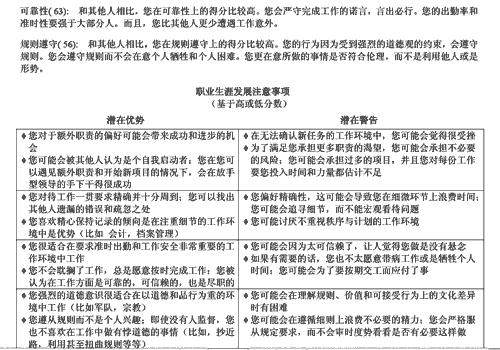 可靠性( 63):    和其他人相比，您在可靠性上的得分比较高。您会严守完成工作的诺言，言出必行。您的出勤率和
准时性要强于大部分人。而且，您比其他人更少遭遇工作意外。
规则遵守( 56):    和其他人相比，您在规则遵守上的得分比较高。您的行为因为受到强烈的道德观的约束，会遵守
规则。您会遵守规则而不会在意个人牺牲和个人困难。您更在意所做的事情是否符合伦理，而不是利用他人或是
形势。
职业生涯发展注意事项
（基于高或低分数）
潜在优势
潜在警告
♦ 您对于额外职责的偏好可能会带来成功和进步的机
会
♦ 您可能会被其他人认为是个自我启动者；您在您可
以遇见额外职责和开始新项目的情况下，会在放手
型领导的手下干得很成功
♦ 在无法确认新任务的工作环境中，您可能会觉得很受挫
♦ 为了满足您承担更多职责的渴望，您可能会承担不必要
的风险；您可能会承担过多的项目，并且您对每份工作
要您投入时间和力量都估计不足
♦ 您对待工作一贯要求精确并十分周到；您可以找出
其他人遗漏的错误和疏忽之处
♦ 您喜欢精心保持记录的倾向是在注重细节的工作环
境中是优势（比如 会计，档案管理）
♦ 您偏好精确性，这可能会导致您在细微环节上浪费时间；
您可能会追寻细节，而不能宏观看待问题
♦ 您可能讨厌不重视秩序与计划的工作环境
♦ 您很适合在要求准时出勤和工作安全非常重要的工
作环境中工作
♦ 您不会耽搁了工作，总是愿意按时完成工作；您被
认为在工作方面是可靠的，可信赖的，也是尽职的
♦ 您可能会因为太可信赖了，让人觉得您做是没有悬念
♦ 如果有需要的话，您也不太愿意带病工作或是牺牲个人
时间；您可能会为了要按期交工而应付了事
♦ 您强烈的道德意识很适合在以道德和品行为重的环
境中工作（比如军队，宗教）
♦ 您遵从规则而不是个人兴趣；即使没有人监督，您
也不喜欢在工作中做有悖道德的事情（比如，抄近
路，利用甚至扭曲规则等等）
♦ 您可能会在理解规则、价值和可接受行为上的文化差异
时有困难
♦ 您可能会在遵循细则上浪费不必要的精力；您会严格服
从规定要求，而不会审时度势看看是否有必要这样做